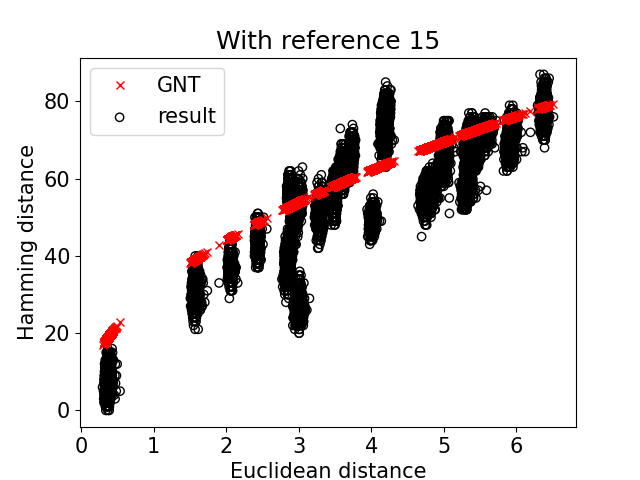 With reference 15
GNT
result
Hamming distance
80
60
40
20
0
0 1 2 3 4 5 6
Euclidean distance